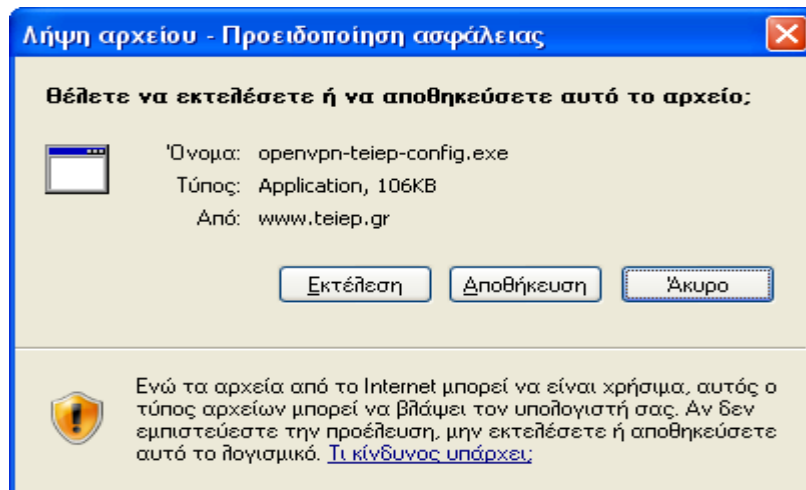 Λήψη αρχείου - Προειδοποίηση ασφάλειας
Θέλετε να εκτελέσετε ή να αποθηκεύσετε αυτό το αρχείο;
Όνομα: openvpn-teiep-config.exe
Τύπος: Application, 106KB
Από: www.teiep.gr
Εκτέλεση Αποθήκευση Άκυρο
Ενώ τα αρχεία από το Internet μπορεί να είναι χρήσιμα, αυτός ο
τύπος αρχείων μπορεί να βλάψει τον υπολογιστή σας. Αν δεν
εμπιστεύεστε την προέλευση, μην εκτελέσετε ή αποθηκεύσετε
αυτό το λογισμικό. Τι κίνδυνος υπάρχει;